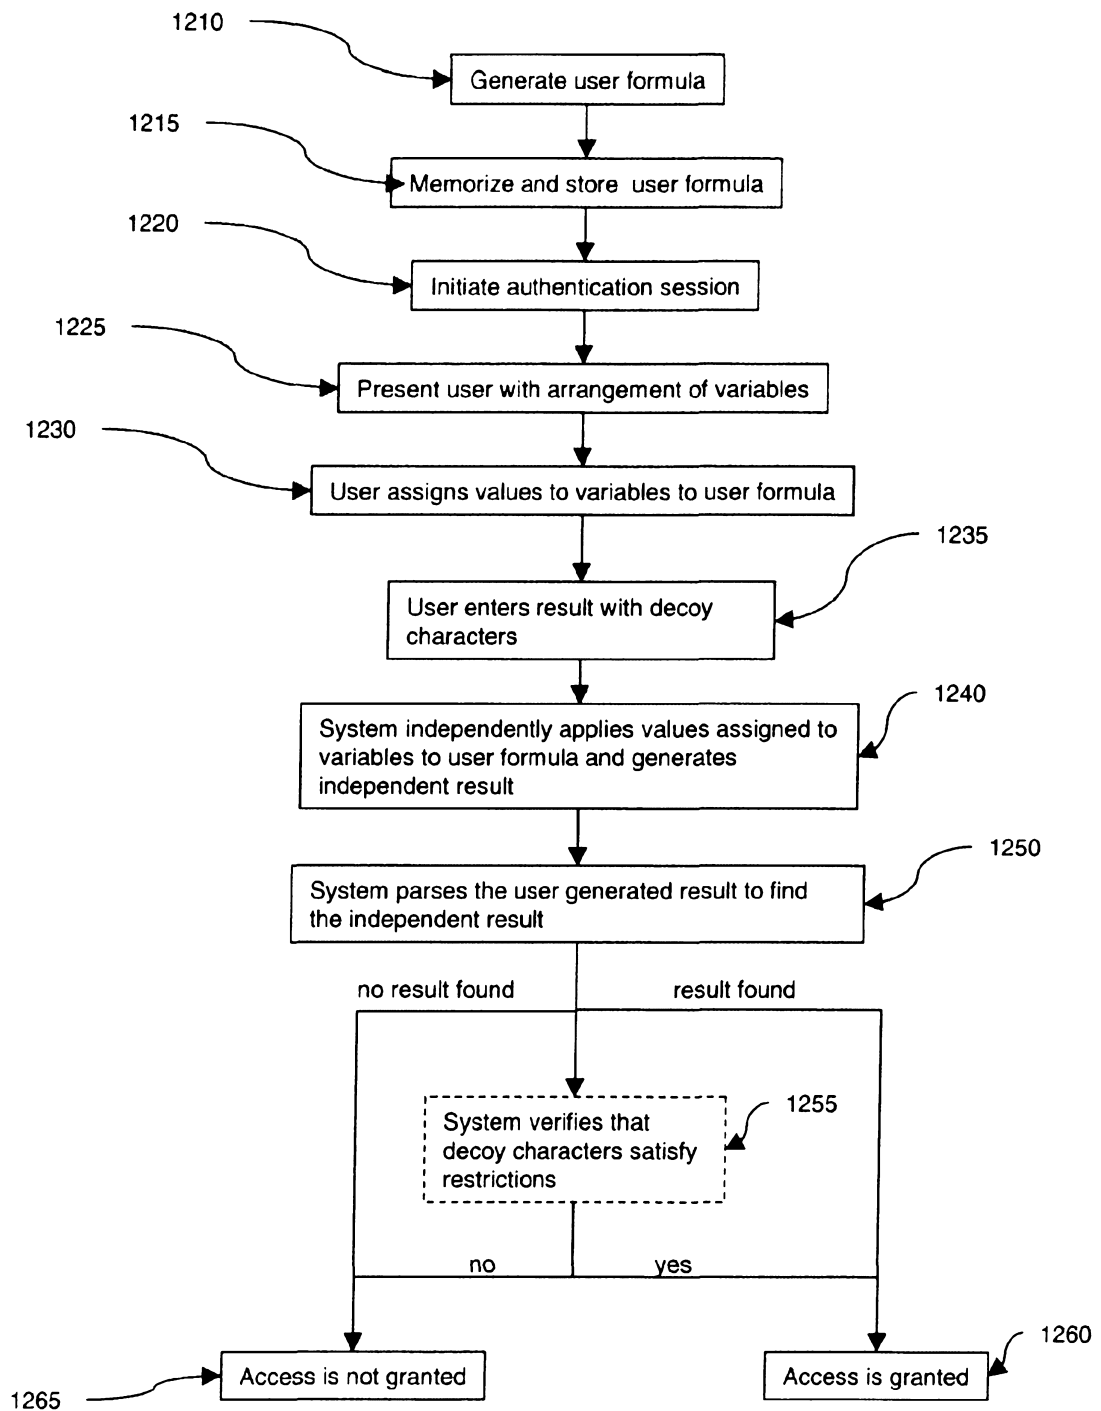 1210
Generate user formula
1215
Memorize and store user formula
1220
Initiate authentication session
1225
Present user with arrangement of variables
1230
User assigns values to variables to user formula
1235
User enters result with decoy
characters
1240
System independently applies values assigned to
variables to user formula and generates
independent result
1250
System parses the user generated result to find
the independent result
no result found
result found
1255
System verifies that
decoy characters satisfy
restrictions
no
yes
1260
Access is not granted
Access is granted
1265